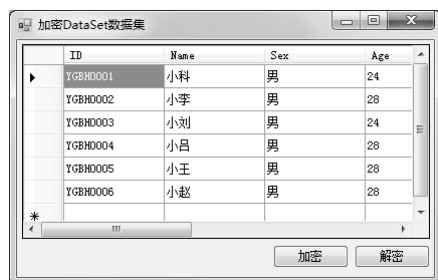 加密DataSet数据集
ID Name Sex Age
YGBH0001 小科 男 24
YGBH0002 小李 男 28
YGBH0003 小刘 男 24
YGBH0004 小吕 男 28
YGBH0005 小王 男 28
YGBH0006 小赵 男 28
加密 解密